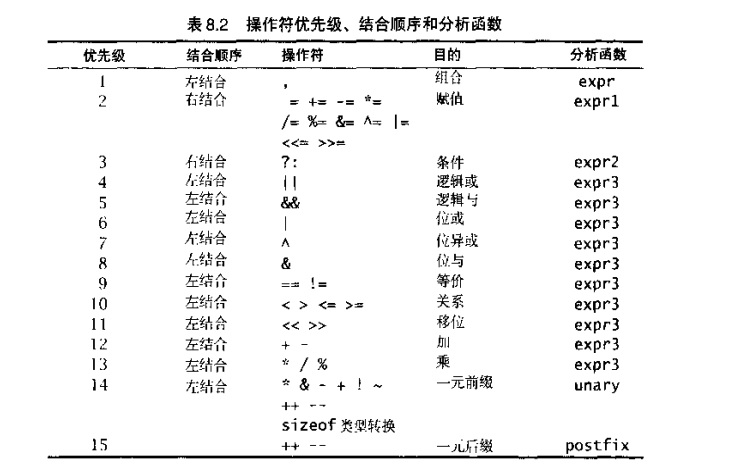 表 8.2 操作符优先级、结合顺序和分析函数
优先级 结合顺序 操作符 目的 分析函数
1 左结合 , 组合 expr
2 右结合 = += -= *= 赋值 expr1
/= %= &= ^= |=
<<= >>=
3 右结合 ?: 条件 expr2
4 左结合 || 逻辑或 expr3
5 左结合 && 逻辑与 expr3
6 左结合 | 位或 expr3
7 左结合 ^ 位异或 expr3
8 左结合 & 位与 expr3
9 左结合 == != 等价 expr3
10 左结合 < > <= >= 关系 expr3
11 左结合 << >> 移位 expr3
12 左结合 + - 加 expr3
13 左结合 * / % 乘 expr3
14 左结合 * & - + ! ~ 一元前缀 unary
++ --
sizeof 类型转换
15 ++ -- 一元后缀 postfix